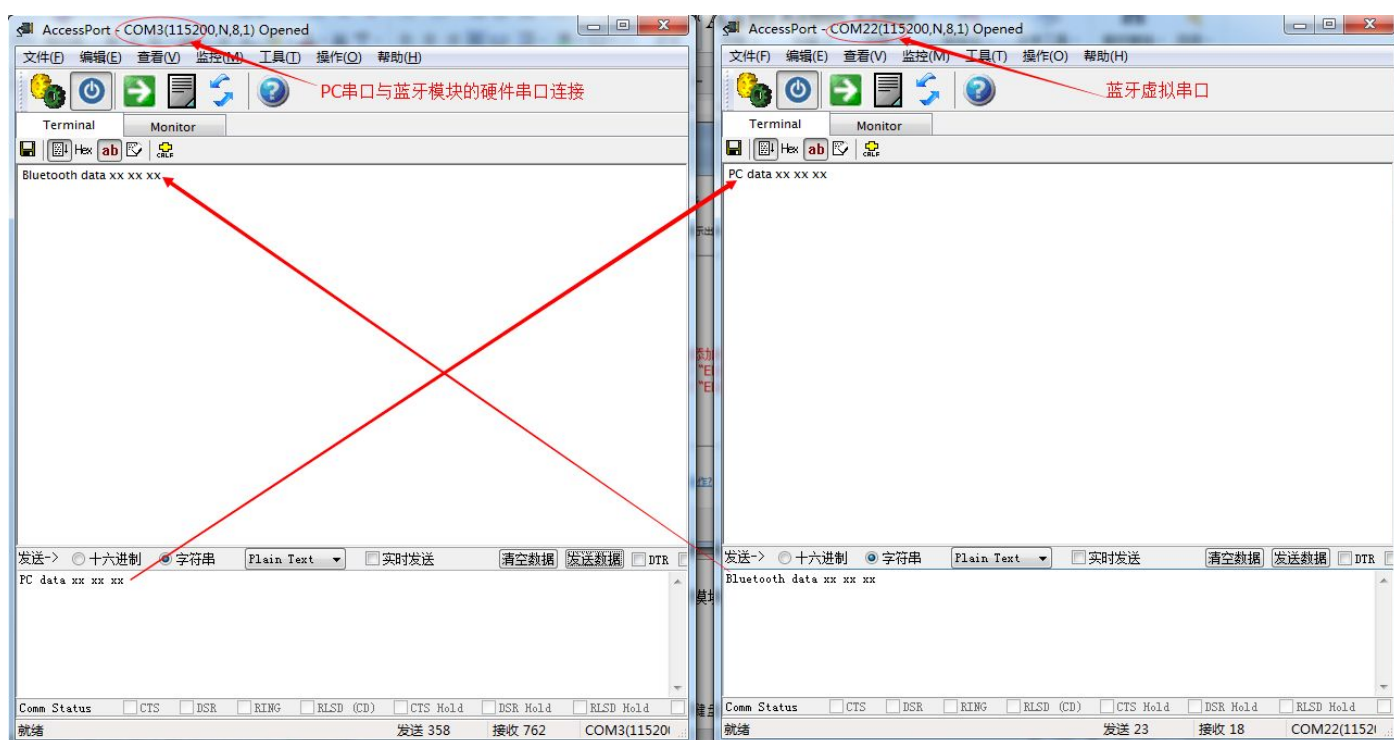 AccessPort - COM3(115200,N,8,1) Opened
文件(F) 编辑(E) 查看(V) 监控(M) 工具(T) 操作(O) 帮助(H)
PC串口与蓝牙模块的硬件串口连接
Terminal Monitor
Hex ab CRLF
Bluetooth data xx xx xx
发送-> 十六进制 字符串 Plain Text 实时发送 清空数据 发送数据 DTR
PC data xx xx xx
Comm Status CTS DSR RING RLSD (CD) CTS Hold DSR Hold RLSD Hold
就绪 发送 358 接收 762 COM3(11520
AccessPort - COM22(115200,N,8,1) Opened
文件(F) 编辑(E) 查看(V) 监控(M) 工具(T) 操作(O) 帮助(H)
蓝牙虚拟串口
Terminal Monitor
Hex ab CRLF
PC data xx xx xx
发送-> 十六进制 字符串 Plain Text 实时发送 清空数据 发送数据 DTR
Bluetooth data xx xx xx
Comm Status CTS DSR RING RLSD (CD) CTS Hold DSR Hold RLSD Hold
就绪 发送 23 接收 18 COM22(1152